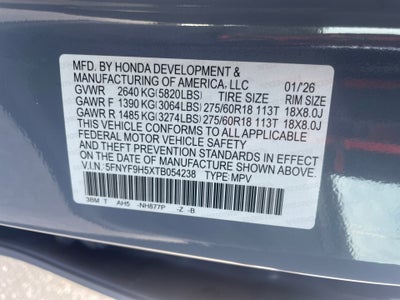 MFD. BY HONDA DEVELOPMENT &
MANUFACTURING OF AMERICA, LLC 01/26
GVWR 2640 KG(5820LBS) TIRE SIZE RIM SIZE
GAWR F 1390 KG(3064LBS) 275/60R18 113T 18X8.0J
GAWR R 1485 KG(3274LBS) 275/60R18 113T 18X8.0J
THIS VEHICLE CONFORMS TO ALL APPLICABLE
FEDERAL MOTOR VEHICLE SAFETY, BUMPER,
AND THEFT PREVENTION STANDARDS IN EFFECT
ON THE DATE OF MANUFACTURE SHOWN ABOVE.
V.I.N. 5FNYF9H5XTB054238 TYPE: MPV
3BM T AH5 -NH877P -Z -B